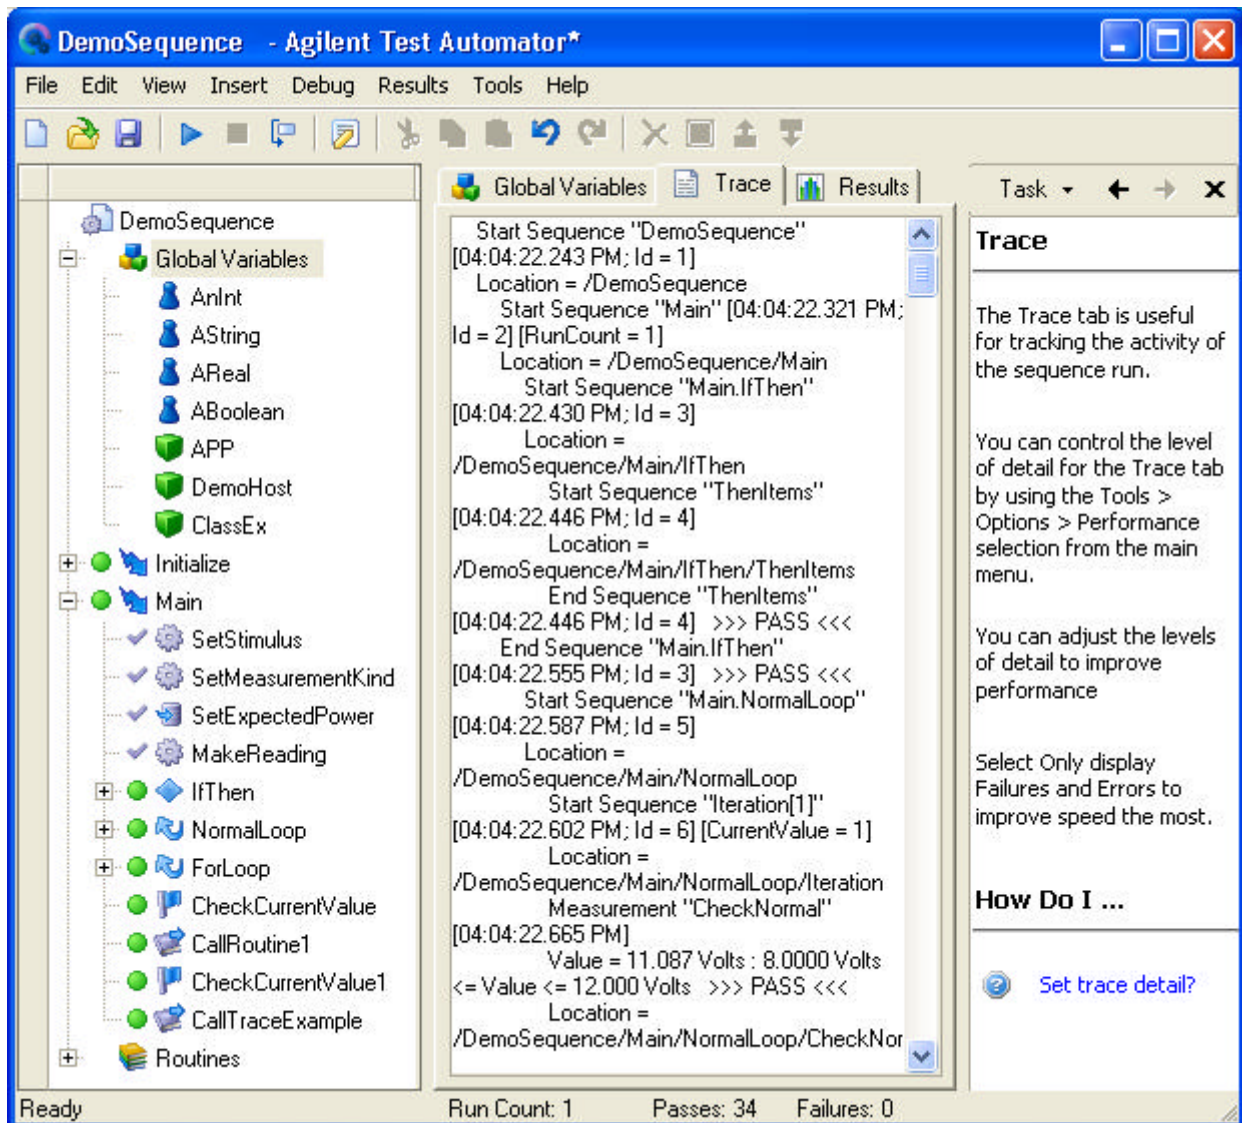 DemoSequence - Agilent Test Automator*
File Edit View Insert Debug Results Tools Help
DemoSequence
Global Variables
AnInt
AString
AReal
ABoolean
APP
DemoHost
ClassEx
Initialize
Main
SetStimulus
SetMeasurementKind
SetExpectedPower
MakeReading
IfThen
NormalLoop
ForLoop
CheckCurrentValue
CallRoutine1
CheckCurrentValue1
CallTraceExample
Routines
Global Variables Trace Results
Start Sequence "DemoSequence"
[04:04:22.243 PM; Id = 1]
Location = /DemoSequence
Start Sequence "Main" [04:04:22.321 PM;
Id = 2] [RunCount = 1]
Location = /DemoSequence/Main
Start Sequence "Main.IfThen"
[04:04:22.430 PM; Id = 3]
Location =
/DemoSequence/Main/IfThen
Start Sequence "ThenItems"
[04:04:22.446 PM; Id = 4]
Location =
/DemoSequence/Main/IfThen/ThenItems
End Sequence "ThenItems"
[04:04:22.446 PM; Id = 4] >>> PASS <<<
End Sequence "Main.IfThen"
[04:04:22.555 PM; Id = 3] >>> PASS <<<
Start Sequence "Main.NormalLoop"
[04:04:22.587 PM; Id = 5]
Location =
/DemoSequence/Main/NormalLoop
Start Sequence "Iteration[1]"
[04:04:22.602 PM; Id = 6] [CurrentValue = 1]
Location =
/DemoSequence/Main/NormalLoop/Iteration
Measurement "CheckNormal"
[04:04:22.665 PM]
Value = 11.087 Volts : 8.0000 Volts
<= Value <= 12.000 Volts >>> PASS <<<
Location =
/DemoSequence/Main/NormalLoop/CheckNor
Task
Trace
The Trace tab is useful
for tracking the activity of
the sequence run.
You can control the level
of detail for the Trace tab
by using the Tools >
Options > Performance
selection from the main
menu.
You can adjust the levels
of detail to improve
performance
Select Only display
Failures and Errors to
improve speed the most.
How Do I ...
Set trace detail?
Ready Run Count: 1 Passes: 34 Failures: 0